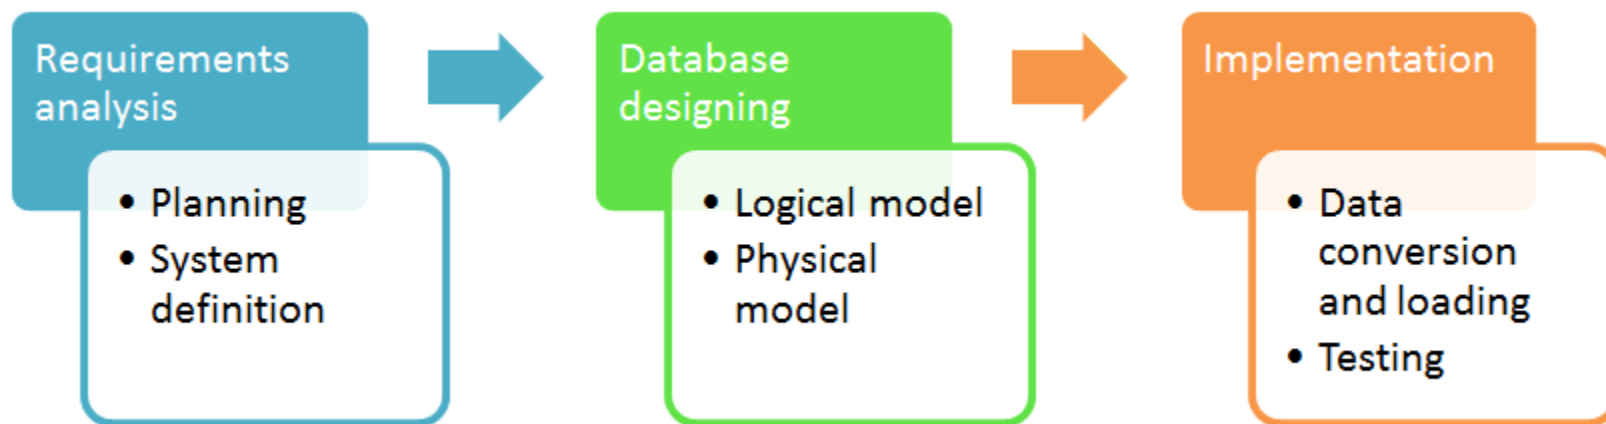 Requirements
analysis
• Planning
• System
definition
Database
designing
• Logical model
• Physical
model
Implementation
• Data
conversion
and loading
• Testing